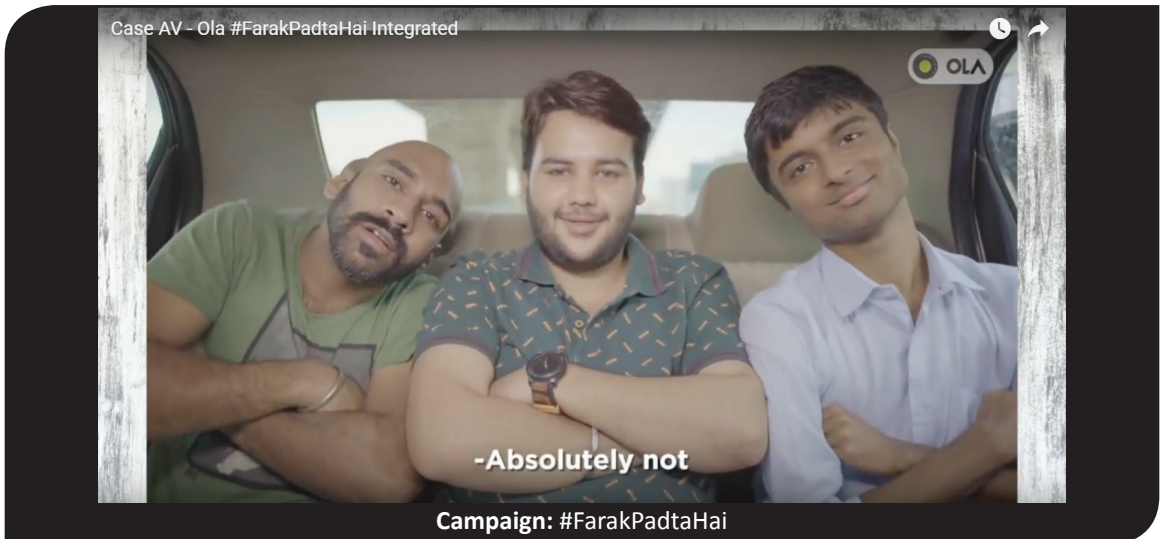 Case AV - Ola #FarakPadtaHai Integrated
OLA
-Absolutely not
Campaign: #FarakPadtaHai